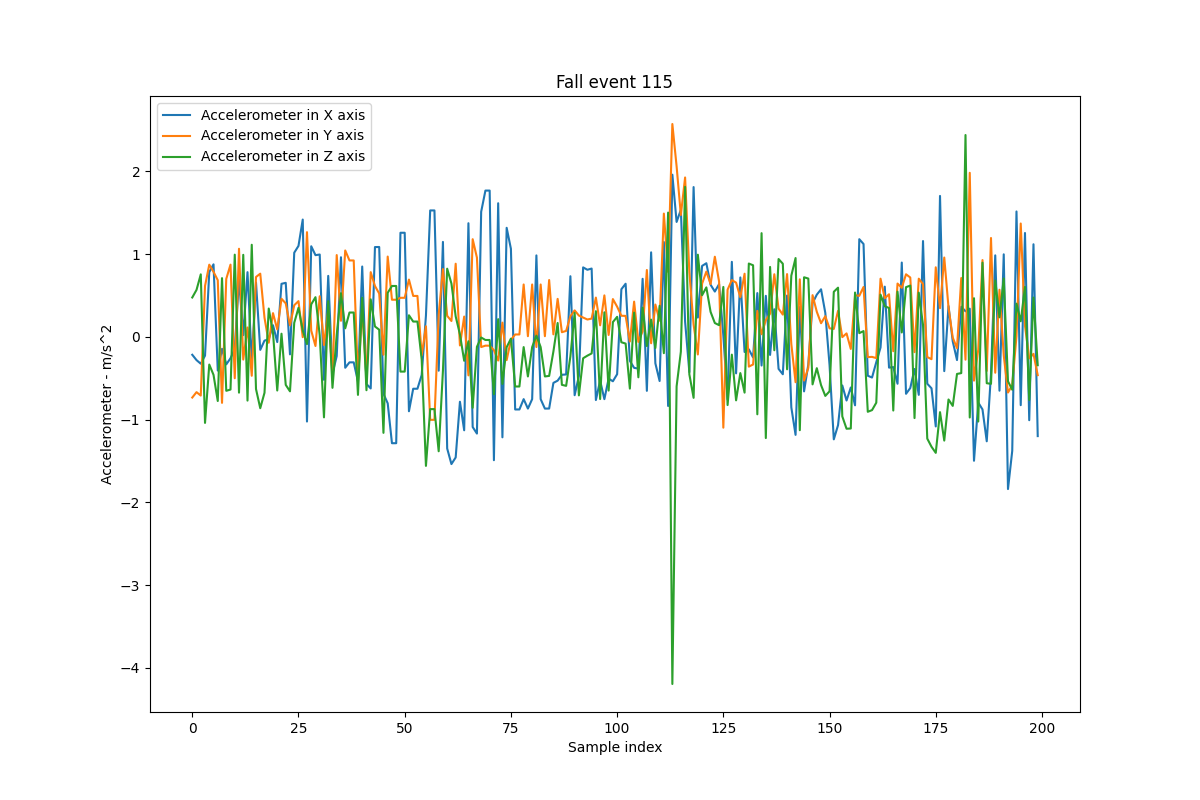 Fall event 115
Accelerometer in X axis
Accelerometer in Y axis
Accelerometer in Z axis
2
1
0
−1
−2
−3
−4
Accelerometer - m/s^2
0 25 50 75 100 125 150 175 200
Sample index